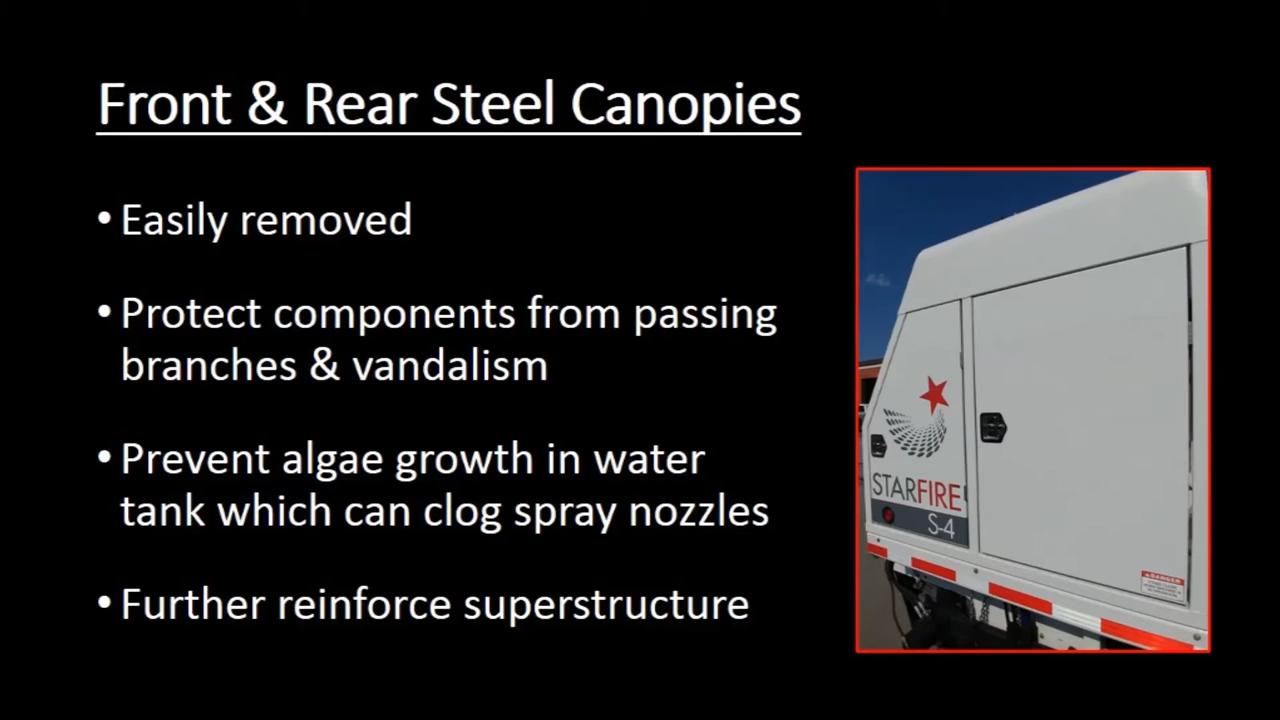 Front & Rear Steel Canopies
• Easily removed
• Protect components from passing
branches & vandalism
• Prevent algae growth in water
tank which can clog spray nozzles
• Further reinforce superstructure
STARFIRE
S-4
DANGER